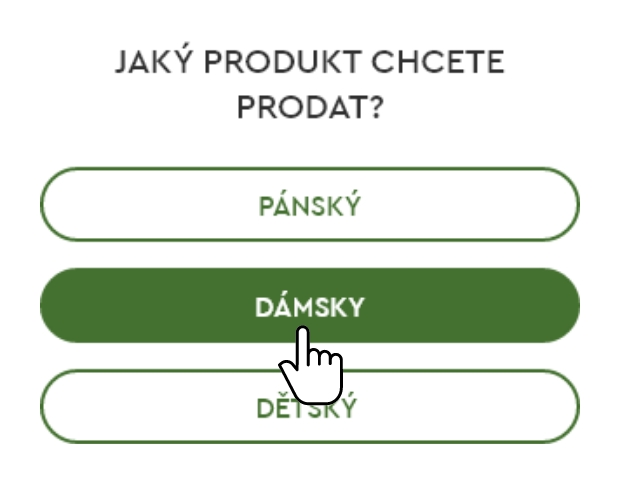 JAKÝ PRODUKT CHCETE
PRODAT?
PÁNSKÝ
DÁMSKY
DĚTSKÝ